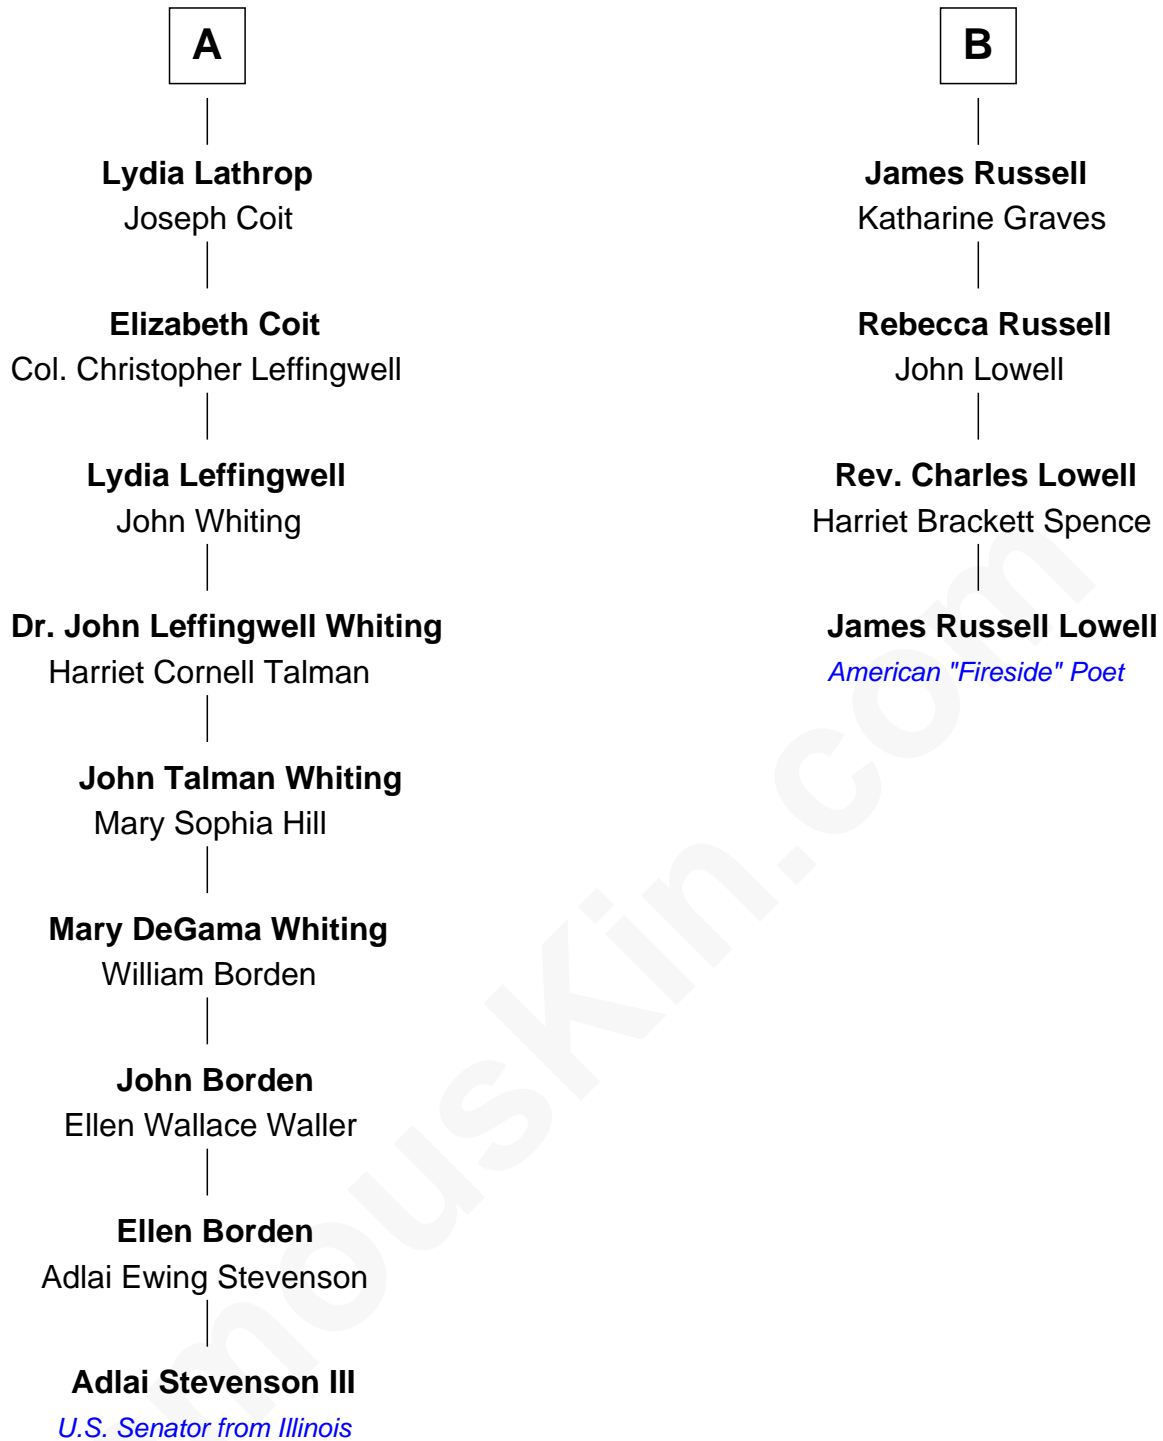 A
Lydia Lathrop
Joseph Coit
Elizabeth Coit
Col. Christopher Leffingwell
Lydia Leffingwell
John Whiting
Dr. John Leffingwell Whiting
Harriet Cornell Talman
John Talman Whiting
Mary Sophia Hill
Mary DeGama Whiting
William Borden
John Borden
Ellen Wallace Waller
Ellen Borden
Adlai Ewing Stevenson
Adlai Stevenson III
U.S. Senator from Illinois
B
James Russell
Katharine Graves
Rebecca Russell
John Lowell
Rev. Charles Lowell
Harriet Brackett Spence
James Russell Lowell
American "Fireside" Poet
mousKin.com